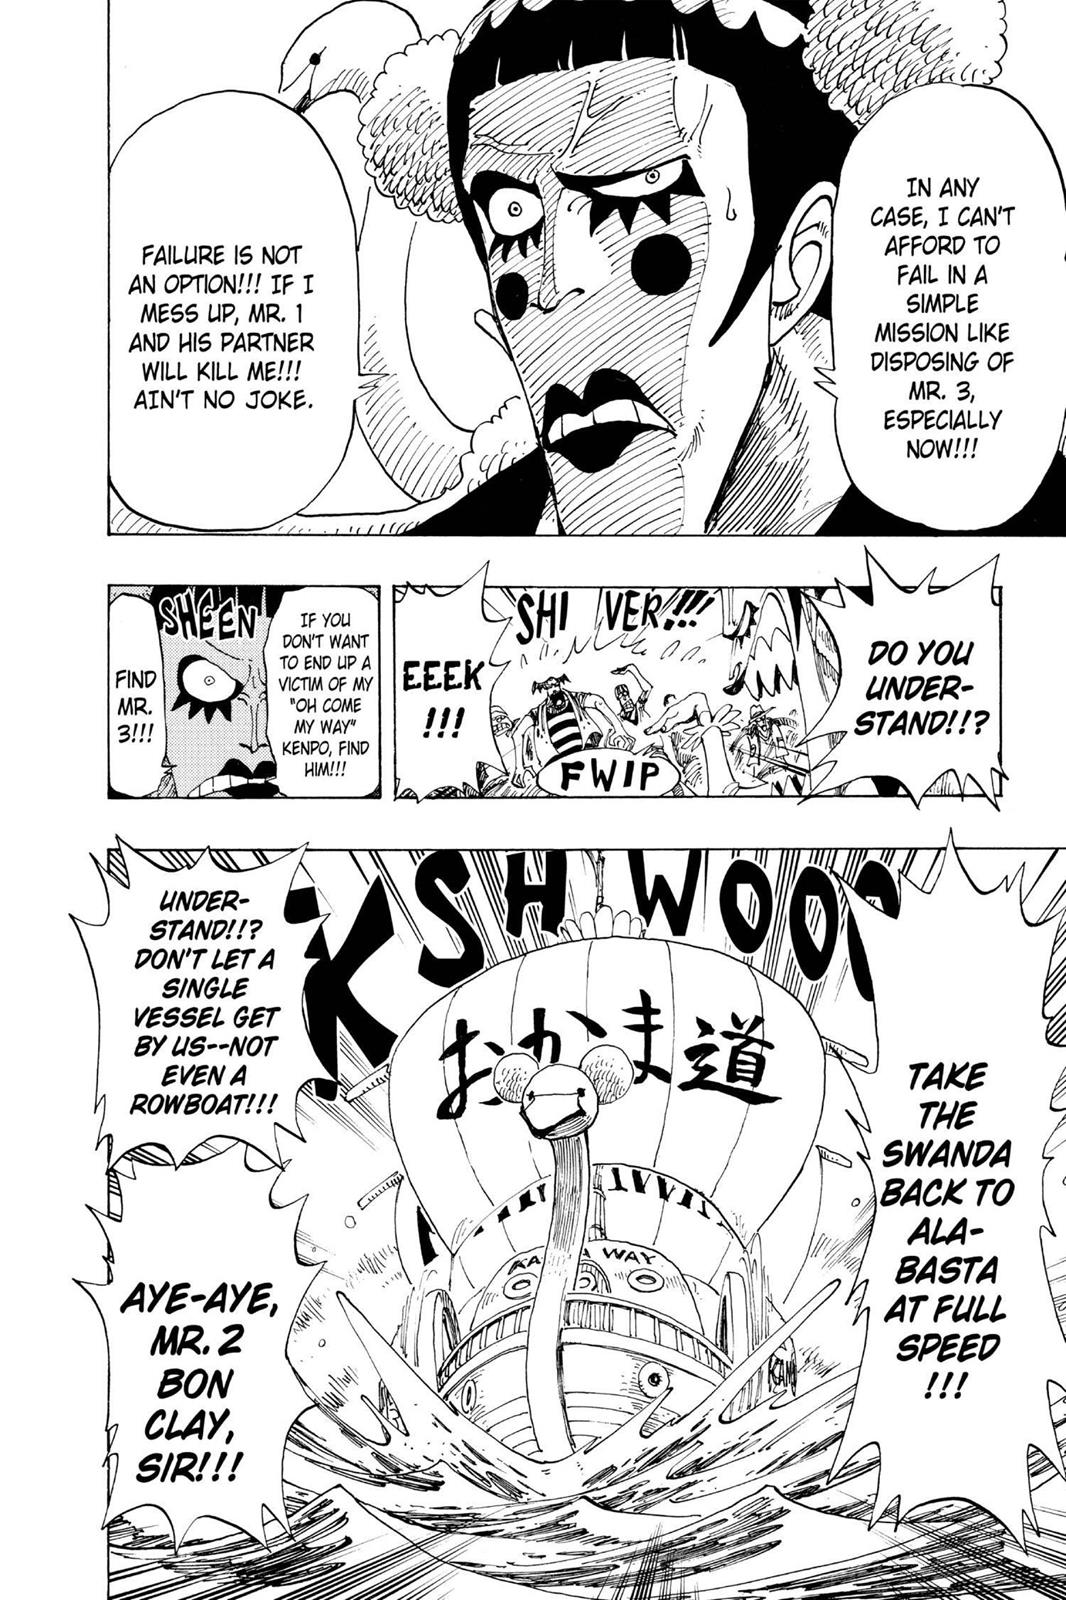 IN ANY
CASE, I CAN'T
AFFORD TO
FAIL IN A
SIMPLE
MISSION LIKE
DISPOSING OF
MR. 3,
ESPECIALLY
NOW!!!
FAILURE IS NOT
AN OPTION!!! IF I
MESS UP, MR. 1
AND HIS PARTNER
WILL KILL ME!!!
AIN'T NO JOKE.
DO YOU
UNDER-
STAND!!?
SHIVER!!!
EEEK
!!!
FWIP
IF YOU
DON'T WANT
TO END UP A
VICTIM OF MY
"OH COME
MY WAY"
KENPO, FIND
HIM!!!
SHEEN
FIND
MR.
3!!!
KSHWOOO
TAKE
THE
SWANDA
BACK TO
ALA-
BASTA
AT FULL
SPEED
!!!
おかま道
WAY
UNDER-
STAND!!?
DON'T LET A
SINGLE
VESSEL GET
BY US--NOT
EVEN A
ROWBOAT!!!
AYE-AYE,
MR. 2
BON
CLAY,
SIR!!!